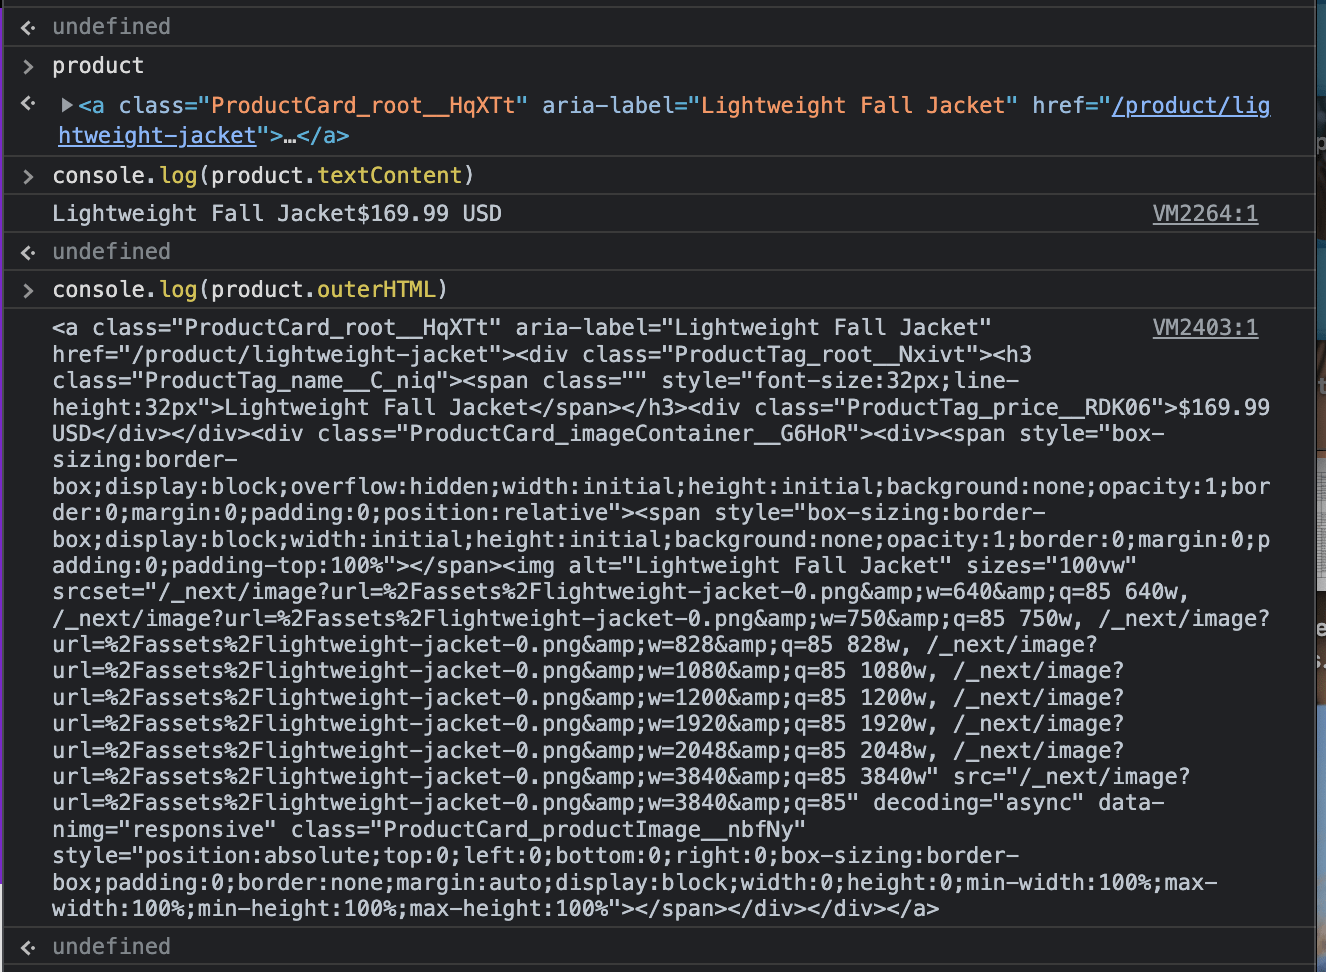 undefined
product
<a class="ProductCard_root__HqXTt" aria-label="Lightweight Fall Jacket" href="/product/lig
htweight-jacket">…</a>
console.log(product.textContent)
Lightweight Fall Jacket$169.99 USD VM2264:1
undefined
console.log(product.outerHTML)
<a class="ProductCard_root__HqXTt" aria-label="Lightweight Fall Jacket" VM2403:1
href="/product/lightweight-jacket"><div class="ProductTag_root__Nxivt"><h3
class="ProductTag_name__C_niq"><span class="" style="font-size:32px;line-
height:32px">Lightweight Fall Jacket</span></h3><div class="ProductTag_price__RDK06">$169.99
USD</div></div><div class="ProductCard_imageContainer__G6HoR"><div><span style="box-
sizing:border-
box;display:block;overflow:hidden;width:initial;height:initial;background:none;opacity:1;bor
der:0;margin:0;padding:0;position:relative"><span style="box-sizing:border-
box;display:block;width:initial;height:initial;background:none;opacity:1;border:0;margin:0;p
adding:0;padding-top:100%"></span><img alt="Lightweight Fall Jacket" sizes="100vw"
srcset="/_next/image?url=%2Fassets%2Flightweight-jacket-0.png&amp;w=640&amp;q=85 640w,
/_next/image?url=%2Fassets%2Flightweight-jacket-0.png&amp;w=750&amp;q=85 750w, /_next/image?
url=%2Fassets%2Flightweight-jacket-0.png&amp;w=828&amp;q=85 828w, /_next/image?
url=%2Fassets%2Flightweight-jacket-0.png&amp;w=1080&amp;q=85 1080w, /_next/image?
url=%2Fassets%2Flightweight-jacket-0.png&amp;w=1200&amp;q=85 1200w, /_next/image?
url=%2Fassets%2Flightweight-jacket-0.png&amp;w=1920&amp;q=85 1920w, /_next/image?
url=%2Fassets%2Flightweight-jacket-0.png&amp;w=2048&amp;q=85 2048w, /_next/image?
url=%2Fassets%2Flightweight-jacket-0.png&amp;w=3840&amp;q=85 3840w" src="/_next/image?
url=%2Fassets%2Flightweight-jacket-0.png&amp;w=3840&amp;q=85" decoding="async" data-
nimg="responsive" class="ProductCard_productImage__nbfNy"
style="position:absolute;top:0;left:0;bottom:0;right:0;box-sizing:border-
box;padding:0;border:none;margin:auto;display:block;width:0;height:0;min-width:100%;max-
width:100%;min-height:100%;max-height:100%"></span></div></div></a>
undefined